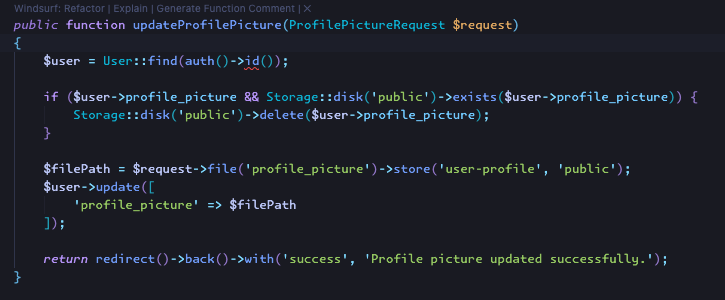 Windsurf: Refactor | Explain | Generate Function Comment | ×
public function updateProfilePicture(ProfilePictureRequest $request)
{
    $user = User::find(auth()->id());

    if ($user->profile_picture && Storage::disk('public')->exists($user->profile_picture)) {
        Storage::disk('public')->delete($user->profile_picture);
    }

    $filePath = $request->file('profile_picture')->store('user-profile', 'public');
    $user->update([
        'profile_picture' => $filePath
    ]);

    return redirect()->back()->with('success', 'Profile picture updated successfully.');
}